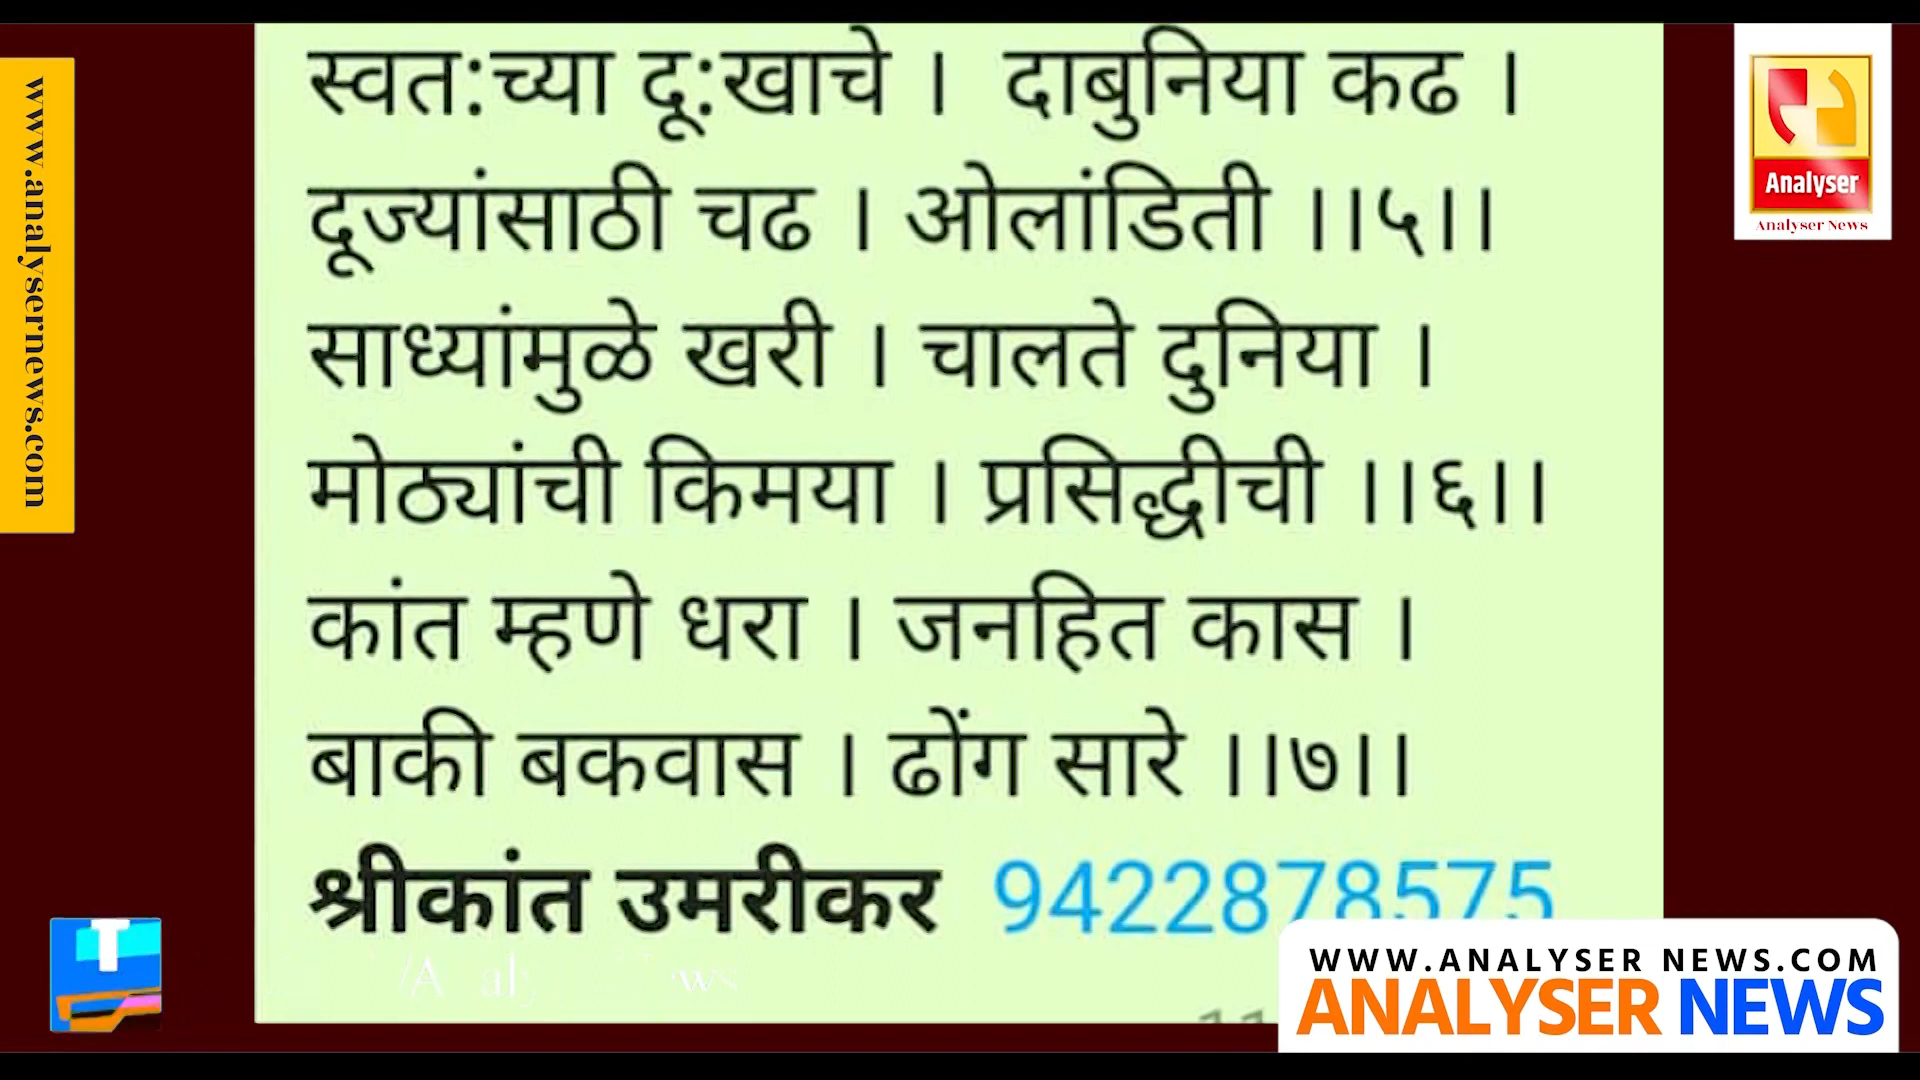 स्वत:च्या दू:खाचे । दाबुनिया कढ ।
दूज्यांसाठी चढ । ओलांडिती ।।५।।
साध्यांमुळे खरी । चालते दुनिया ।
मोठ्यांची किमया । प्रसिद्धीची ।।६।।
कांत म्हणे धरा । जनहित कास ।
बाकी बकवास । ढोंग सारे ।।७।।
श्रीकांत उमरीकर 9422878575
www.analysernews.com
Analyser
Analyser News
T
WWW.ANALYSER NEWS.COM
ANALYSER NEWS